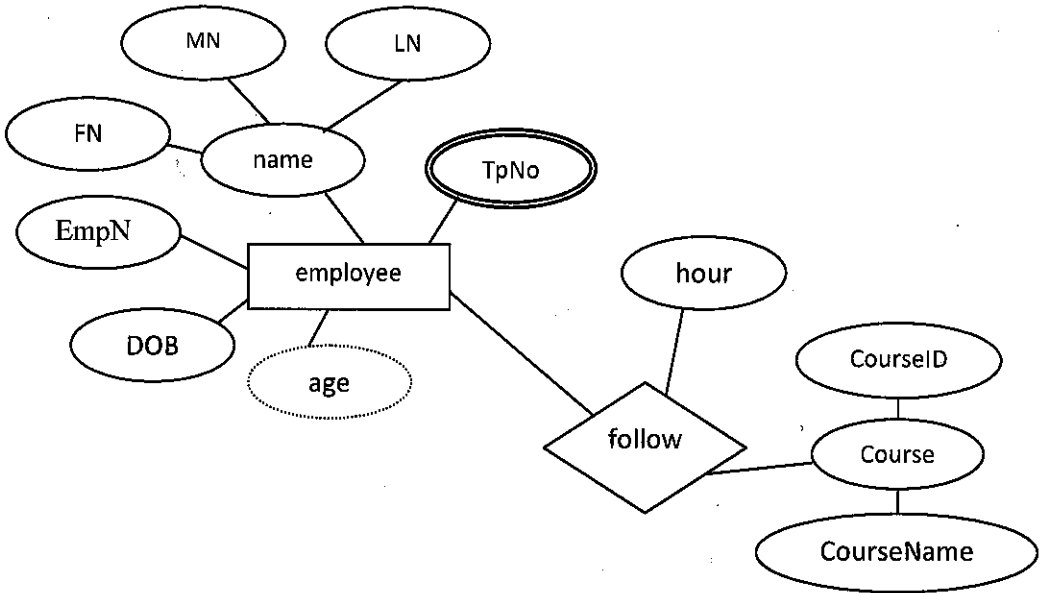 MN
LN
FN
name
TpNo
EmpN
employee
hour
DOB
age
CourseID
follow
Course
CourseName